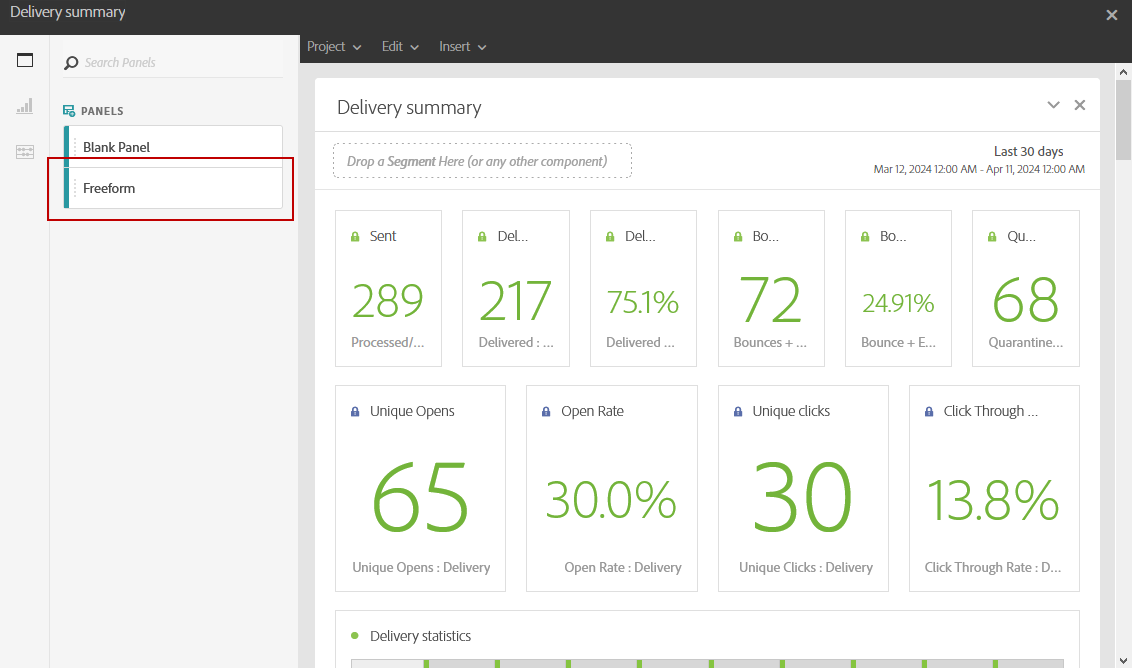 Delivery summary
Project
Edit
Insert
Search Panels
PANELS
Blank Panel
Freeform
Delivery summary
Drop a Segment Here (or any other component)
Last 30 days
Mar 12, 2024 12:00 AM - Apr 11, 2024 12:00 AM
Sent
289
Processed/...
Del...
217
Delivered : ...
Del...
75.1%
Delivered ...
Bo...
72
Bounces + ...
Bo...
24.91%
Bounce + E...
Qu...
68
Quarantine...
Unique Opens
65
Unique Opens : Delivery
Open Rate
30.0%
Open Rate : Delivery
Unique clicks
30
Unique Clicks : Delivery
Click Through ...
13.8%
Click Through Rate : D...
Delivery statistics